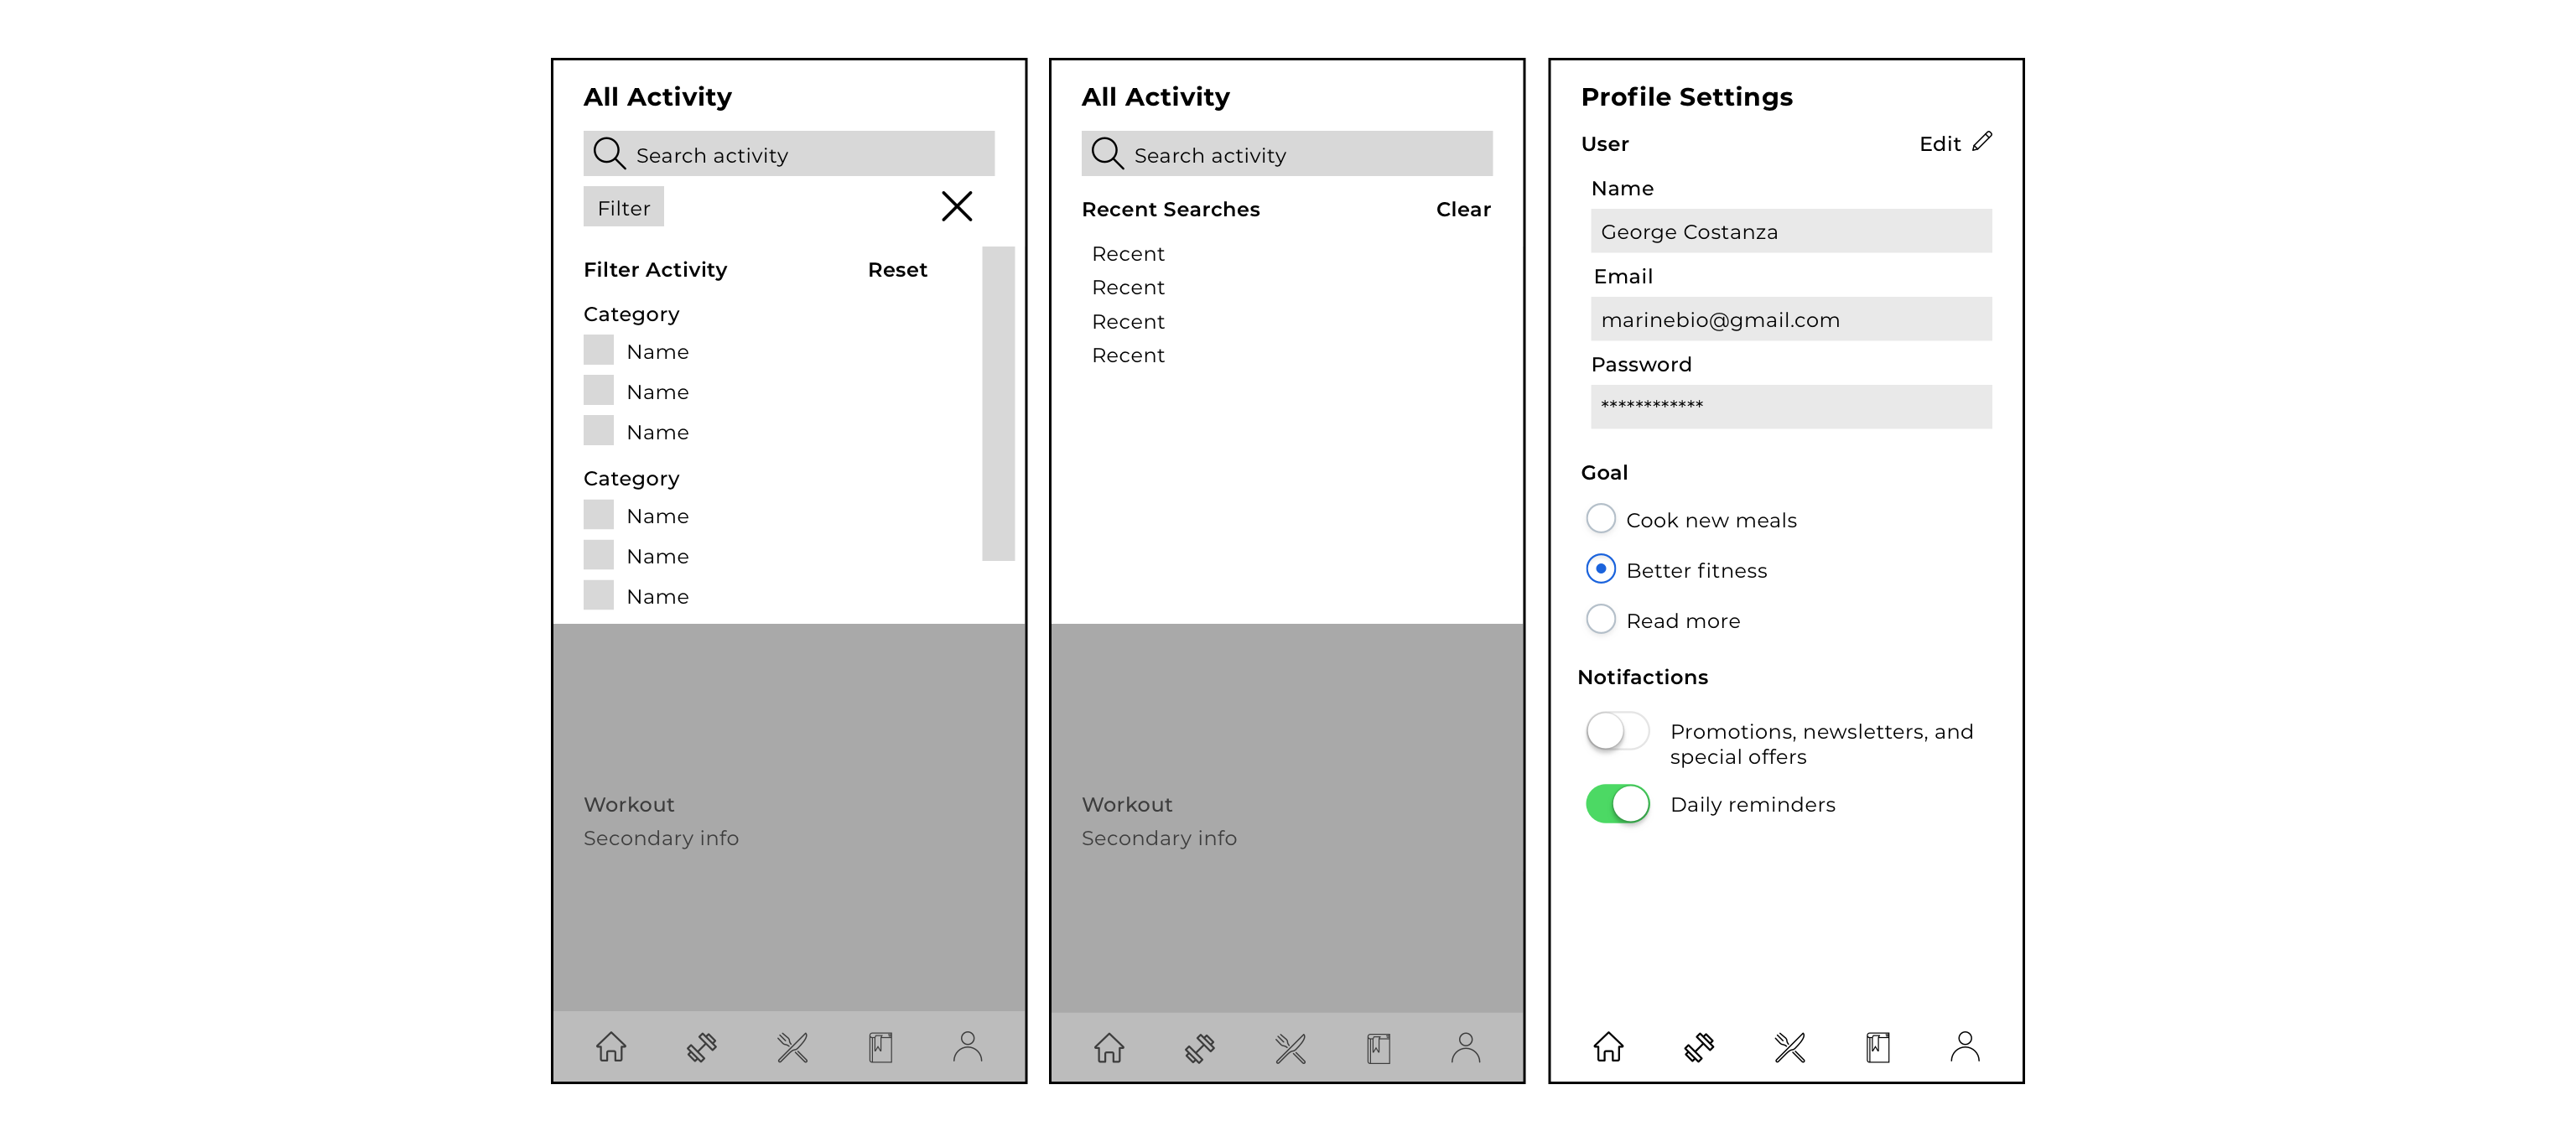 All Activity
Search activity
Filter
Filter Activity Reset
Category
Name
Name
Name
Category
Name
Name
Name
Workout
Secondary info
All Activity
Search activity
Recent Searches Clear
Recent
Recent
Recent
Recent
Workout
Secondary info
Profile Settings
User Edit
Name
George Costanza
Email
marinebio@gmail.com
Password
************
Goal
Cook new meals
Better fitness
Read more
Notifactions
Promotions, newsletters, and
special offers
Daily reminders